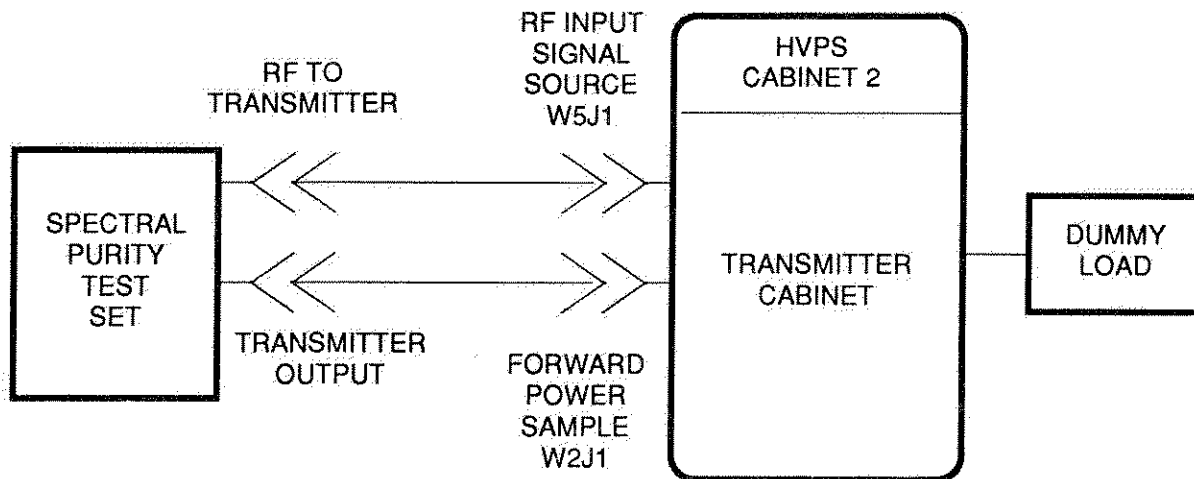 RF TO
TRANSMITTER
RF INPUT
SIGNAL
SOURCE
W5J1
HVPS
CABINET 2
SPECTRAL
PURITY
TEST
SET
TRANSMITTER
CABINET
DUMMY
LOAD
TRANSMITTER
OUTPUT
FORWARD
POWER
SAMPLE
W2J1